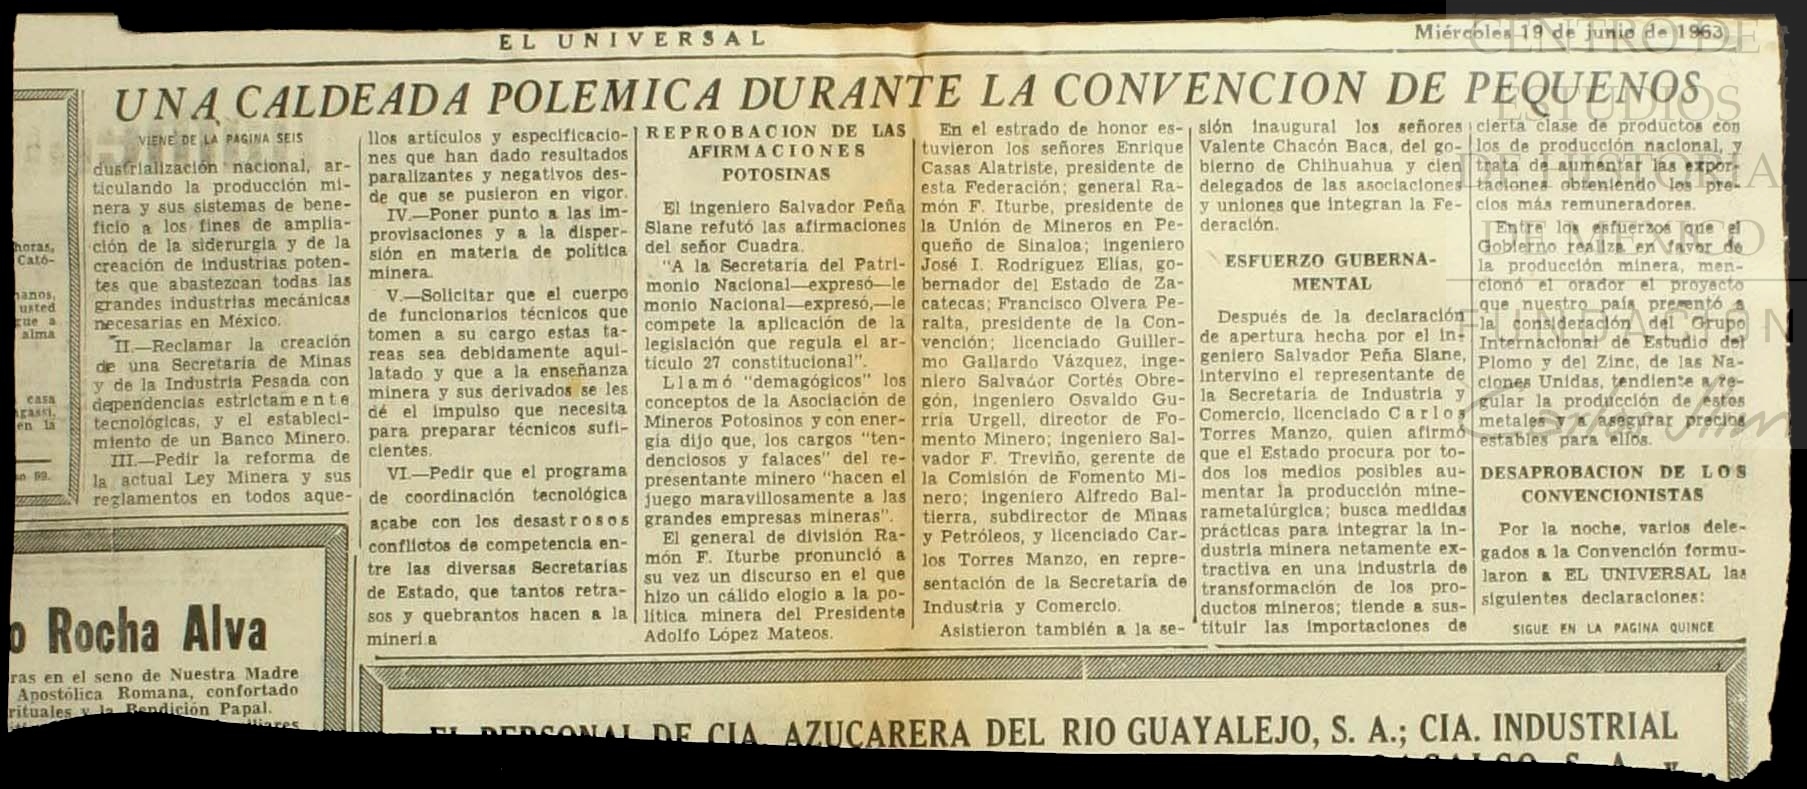 EL UNIVERSAL
Miércoles 19 de junio de 1963
UNA CALDEADA POLEMICA DURANTE LA CONVENCION DE PEQUENOS
VIENE DE LA PAGINA SEIS
dustrialización nacional, ar-
ticulando la producción mi-
nera y sus sistemas de bene-
ficio a los fines de amplia-
ción de la siderurgia y de la
creación de industrias poten-
tes que abastezcan todas las
grandes industrias mecánicas
necesarias en México.
II.—Reclamar la creación
de una Secretaría de Minas
y de la Industria Pesada con
dependencias estrictamente
tecnológicas, y el estableci-
miento de un Banco Minero.
III.—Pedir la reforma de
la actual Ley Minera y sus
reglamentos en todos aque-
llos artículos y especificacio-
nes que han dado resultados
paralizantes y negativos des-
de que se pusieron en vigor.
IV.—Poner punto a las im-
provisaciones y a la disper-
sión en materia de política
minera.
V.—Solicitar que el cuerpo
de funcionarios técnicos que
tomen a su cargo estas ta-
reas sea debidamente aqui-
latado y que a la enseñanza
minera y sus derivados se les
dé el impulso que necesita
para preparar técnicos sufi-
cientes.
VI.—Pedir que el programa
de coordinación tecnológica
acabe con los desastrosos
conflictos de competencia en-
tre las diversas Secretarías
de Estado, que tantos retra-
sos y quebrantos hacen a la
mineri a
REPROBACION DE LAS
AFIRMACIONES
POTOSINAS
El ingeniero Salvador Peña
Slane refutó las afirmaciones
del señor Cuadra.
"A la Secretaría del Patri-
monio Nacional—expresó—le
monio Nacional—expresó,—le
compete la aplicación de la
legislación que regula el ar-
tículo 27 constitucional".
Llamó "demagógicos" los
conceptos de la Asociación de
Mineros Potosinos y con ener-
gía dijo que, los cargos "ten-
denciosos y falaces" del re-
presentante minero "hacen el
juego maravillosamente a las
grandes empresas mineras".
El general de división Ra-
món F. Iturbe pronunció a
su vez un discurso en el que
hizo un cálido elogio a la po-
lítica minera del Presidente
Adolfo López Mateos.
En el estrado de honor es-
tuvieron los señores Enrique
Casas Alatriste, presidente de
esta Federación; general Ra-
món F. Iturbe, presidente de
la Unión de Mineros en Pe-
queño de Sinaloa; ingeniero
José I. Rodríguez Elías, go-
bernador del Estado de Za-
catecas; Francisco Olvera Pe-
ralta, presidente de la Con-
vención; licenciado Guiller-
mo Gallardo Vázquez, inge-
niero Salvador Cortés Obre-
gón, ingeniero Osvaldo Gu-
rría Urgell, director de Fo-
mento Minero; ingeniero Sal-
vador F. Treviño, gerente de
la Comisión de Fomento Mi-
nero; ingeniero Alfredo Bal-
tierra, subdirector de Minas
y Petróleos, y licenciado Car-
los Torres Manzo, en repre-
sentación de la Secretaría de
Industria y Comercio.
Asistieron también a la se-
sión inaugural los señores
Valente Chacón Baca, del go-
bierno de Chihuahua y cien
delegados de las asociaciones
y uniones que integran la Fe-
deración.
ESFUERZO GUBERNA-
MENTAL
Después de la declaración
de apertura hecha por el in-
geniero Salvador Peña Slane,
intervino el representante de
la Secretaría de Industria y
Comercio, licenciado Carlos
Torres Manzo, quien afirmó
que el Estado procura por to-
dos los medios posibles au-
mentar la producción mine-
rametalúrgica; busca medidas
prácticas para integrar la in-
dustria minera netamente ex-
tractiva en una industria de
transformación de los pro-
ductos mineros; tiende a sus-
tituir las importaciones de
cierta clase de productos con
los de producción nacional, y
trata de aumentar las expor-
taciones obteniendo los pre-
cios más remuneradores.
Entre los esfuerzos que el
Gobierno realiza en favor de
la producción minera, men-
cionó el orador el proyecto
que nuestro país presentó a
la consideración del Grupo
Internacional de Estudio del
Plomo y del Zinc, de las Na-
ciones Unidas, tendiente a re-
gular la producción de estos
metales y a asegurar precios
estables para ellos.
DESAPROBACION DE LOS
CONVENCIONISTAS
Por la noche, varios dele-
gados a la Convención formu-
laron a EL UNIVERSAL las
siguientes declaraciones:
SIGUE EN LA PAGINA QUINCE
horas,
Cató-
anos,
usted
que a
alma
casa
gassi,
en la
99.
o Rocha Alva
ras en el seno de Nuestra Madre
Apostólica Romana, confortado
rituales y la Bendición Papal.
EL PERSONAL DE CIA. AZUCARERA DEL RIO GUAYALEJO, S. A.; CIA. INDUSTRIAL
S. A. y
CENTRO DE
ESTUDIOS
DE HISTORIA
DE MÉXICO
FUNDACIÓN
Carlos Slim